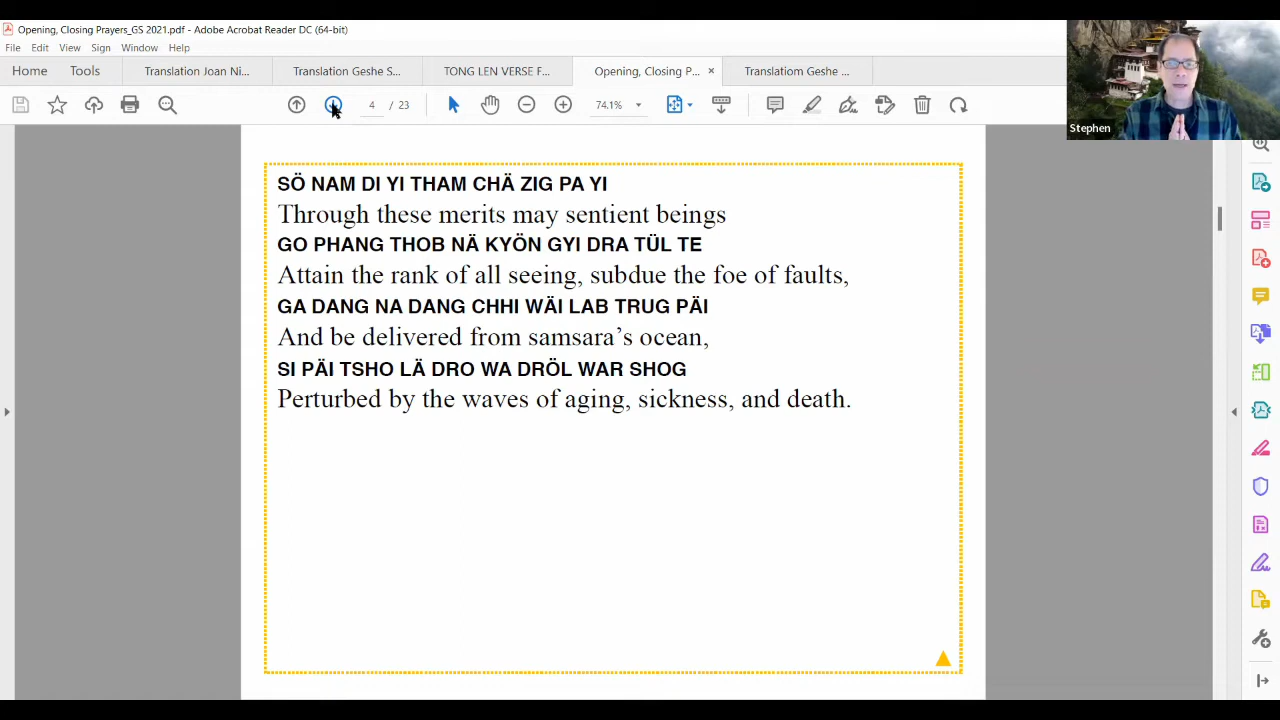 Opening, Closing Prayers_GS 2021.pdf - Adobe Acrobat Reader DC (64-bit)
File Edit View Sign Window Help
Home Tools Translation Joan Ni... Translation Geshe S... TONG LEN VERSE F... Opening, Closing P... × Translatiom Geshe ...
4 / 23 74.1%
Stephen
SÖ NAM DI YI THAM CHÄ ZIG PA YI
Through these merits may sentient beings
GO PHANG THOB NÄ KYÖN GYI DRA TÜL TE
Attain the rank of all seeing, subdue the foe of faults,
GA DANG NA DANG CHHI WÄI LAB TRUG PÄI
And be delivered from samsara’s ocean,
SI PÄI TSHO LÄ DRO WA DRÖL WAR SHOG
Perturbed by the waves of aging, sickness, and death.